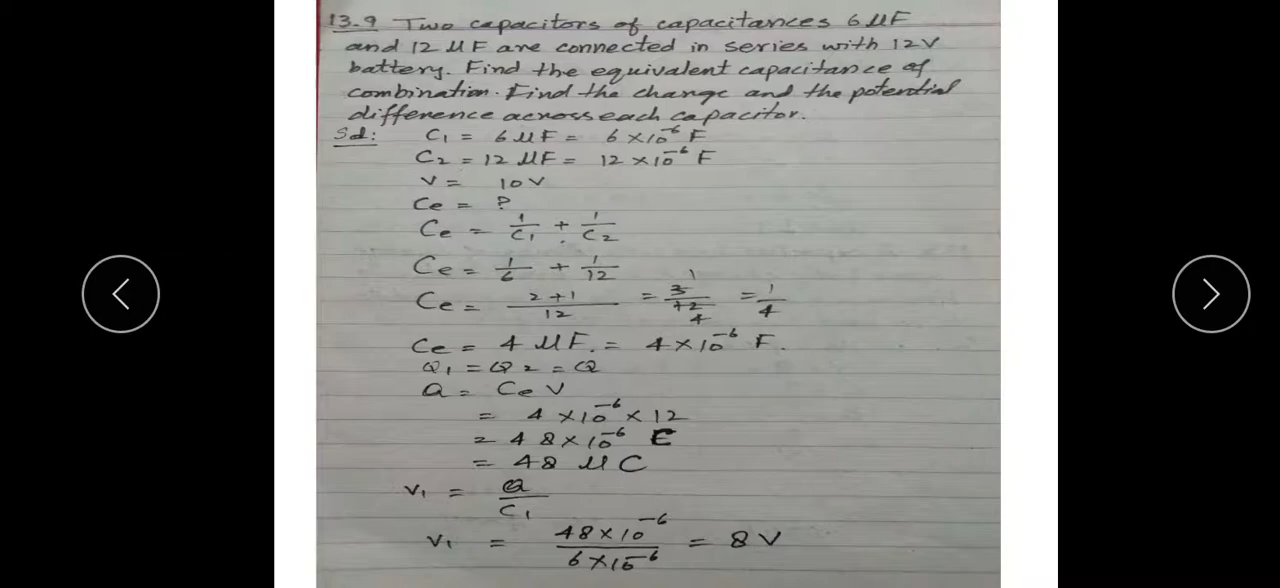 13.9 Two capacitors of capacitances 6 μF
and 12 μF are connected in series with 12V
battery. Find the equivalent capacitance of
combination. Find the change and the potential
difference across each capacitor.
Sol: C₁ = 6 μF = 6 × 10⁻⁶ F
C₂ = 12 μF = 12 × 10⁻⁶ F
V = 10V
Ce = ?
Ce = 1/C₁ + 1/C₂
Ce = 1/6 + 1/12
Ce = 2+1/12 = 3/12 1/4 = 1/4
Ce = 4 μF. = 4 × 10⁻⁶ F.
Q₁ = Q₂ = Q
Q = Ce V
= 4 × 10⁻⁶ × 12
= 48 × 10⁻⁶ C
= 48 μC
V₁ = Q/C₁
V₁ = 48 × 10⁻⁶/6 × 10⁻⁶ = 8 V